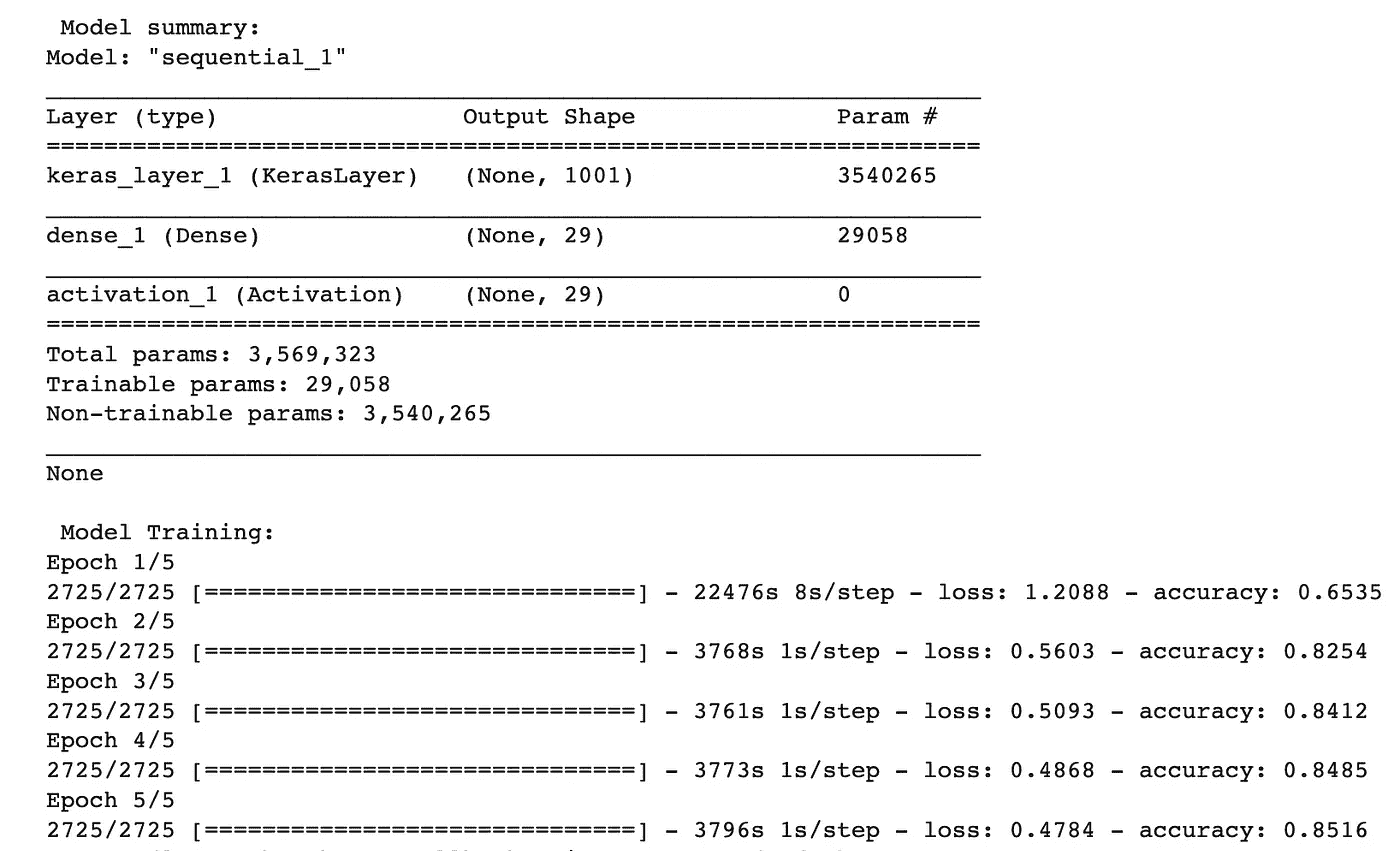 Model summary:
Model: "sequential_1"
_________________________________________________________________
Layer (type)                 Output Shape              Param #
=================================================================
keras_layer_1 (KerasLayer)   (None, 1001)              3540265
_________________________________________________________________
dense_1 (Dense)              (None, 29)                29058
_________________________________________________________________
activation_1 (Activation)    (None, 29)                0
=================================================================
Total params: 3,569,323
Trainable params: 29,058
Non-trainable params: 3,540,265
_________________________________________________________________
None
Model Training:
Epoch 1/5
2725/2725 [==============================] - 22476s 8s/step - loss: 1.2088 - accuracy: 0.6535
Epoch 2/5
2725/2725 [==============================] - 3768s 1s/step - loss: 0.5603 - accuracy: 0.8254
Epoch 3/5
2725/2725 [==============================] - 3761s 1s/step - loss: 0.5093 - accuracy: 0.8412
Epoch 4/5
2725/2725 [==============================] - 3773s 1s/step - loss: 0.4868 - accuracy: 0.8485
Epoch 5/5
2725/2725 [==============================] - 3796s 1s/step - loss: 0.4784 - accuracy: 0.8516